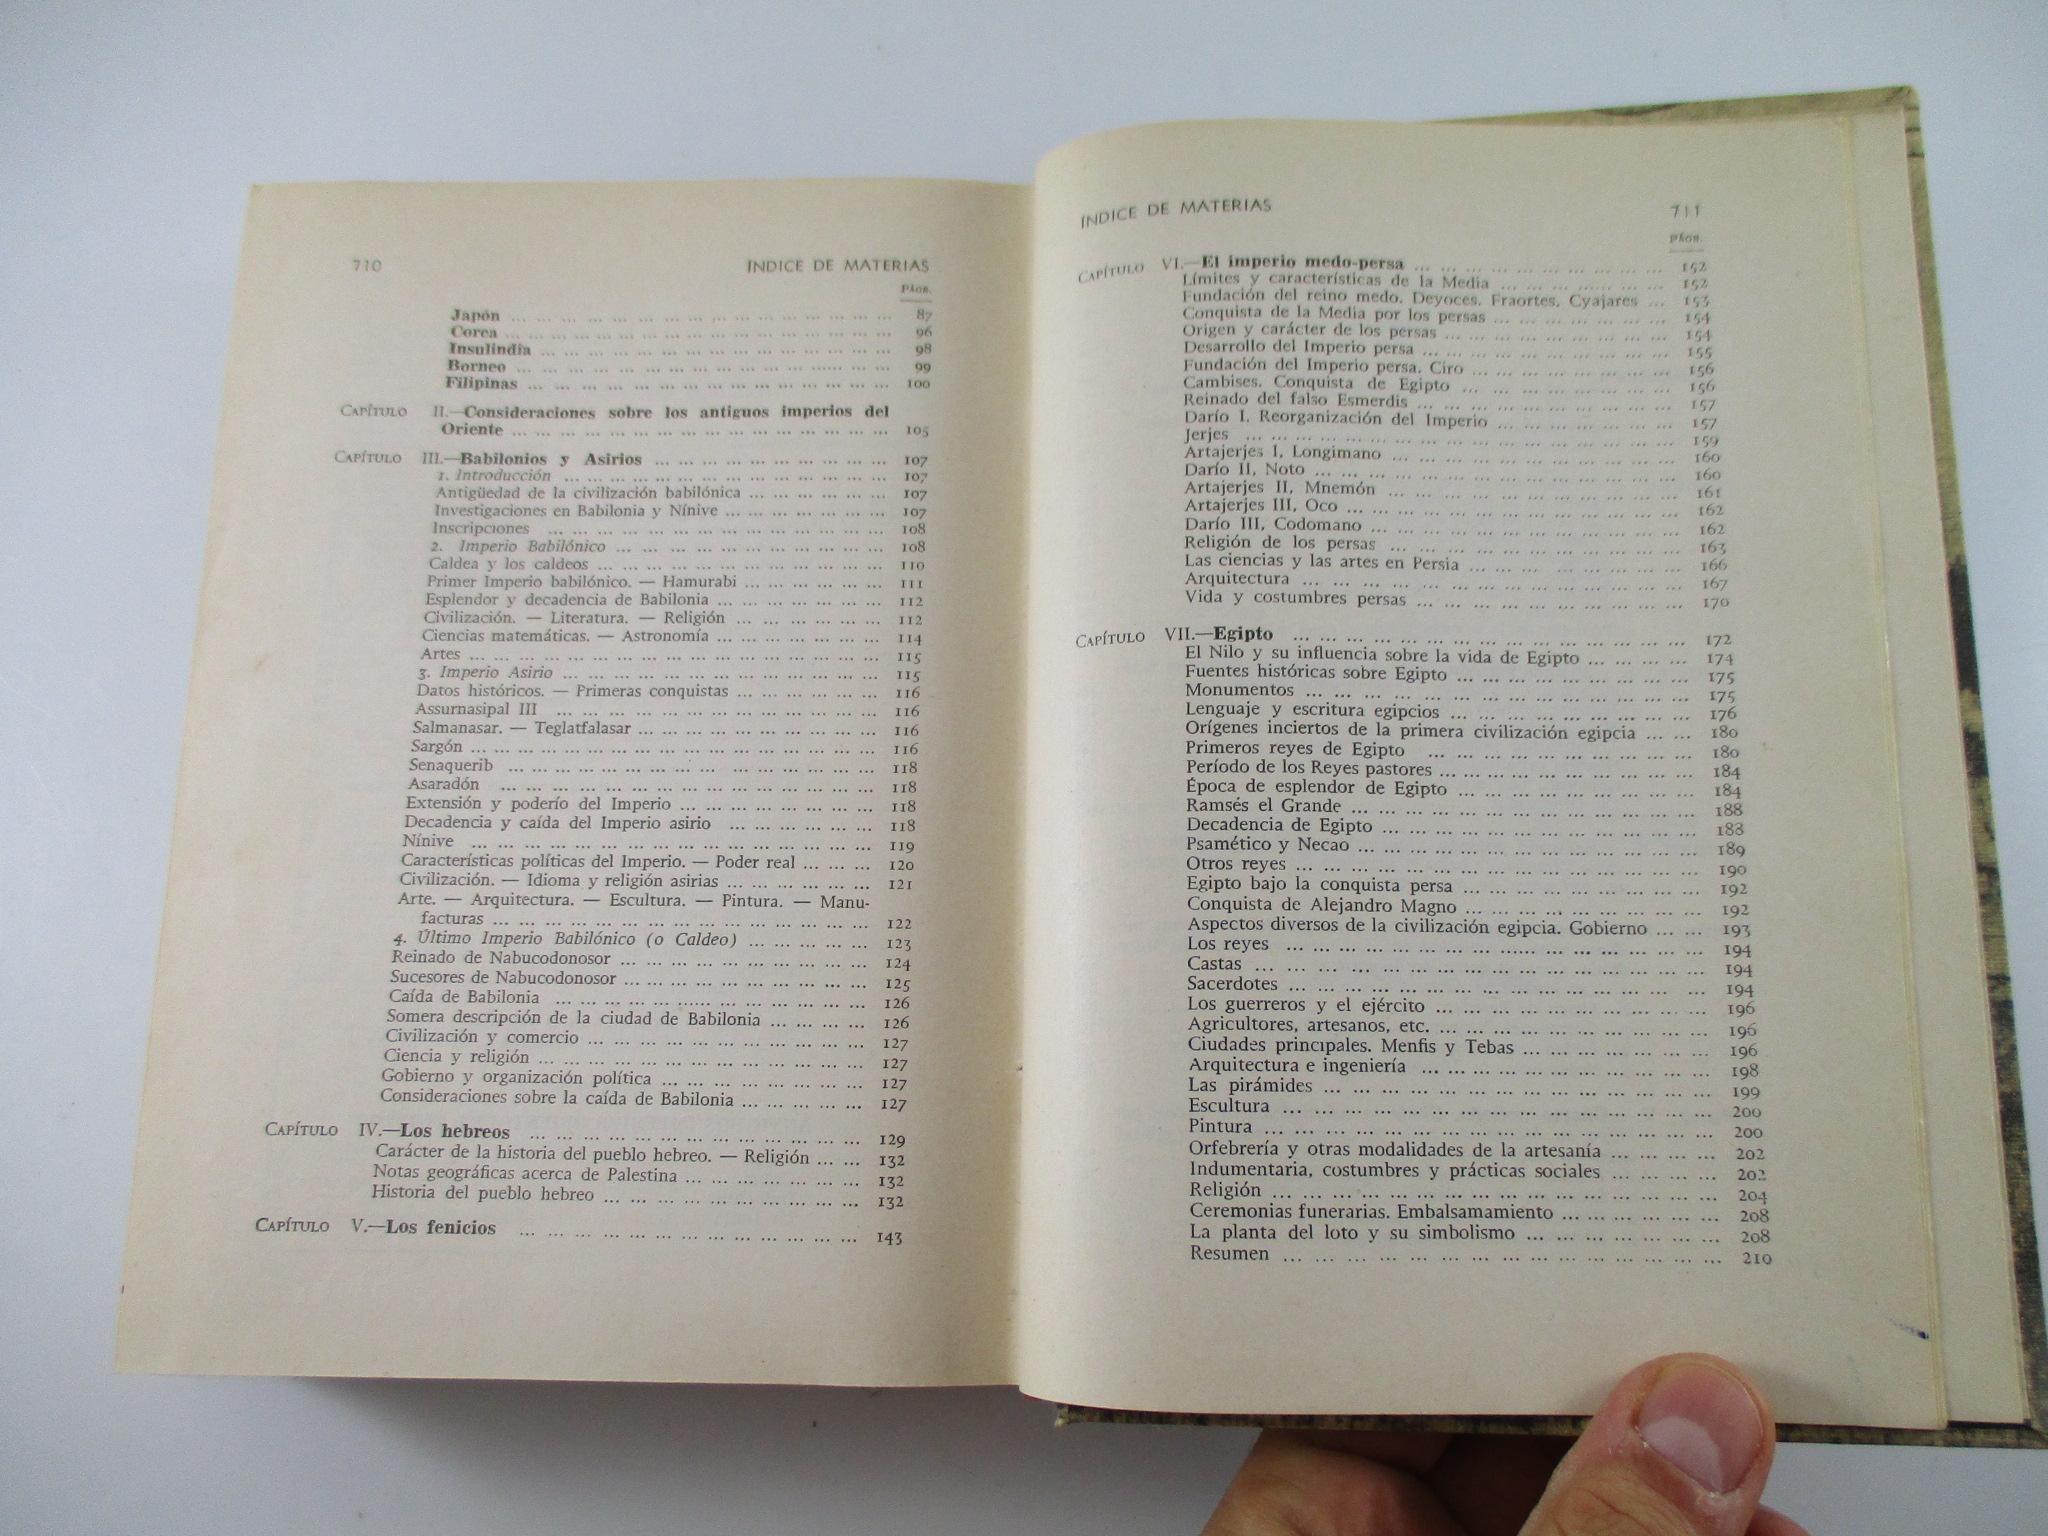 710 INDICE DE MATERIAS
PÁGS.
Japón ... 87
Corea ... 96
Insulindia ... 98
Borneo ... 99
Filipinas ... 100
CAPÍTULO II.—Consideraciones sobre los antiguos imperios del
Oriente ... 105
CAPÍTULO III.—Babilonios y Asirios ... 107
1. Introducción ... 107
Antigüedad de la civilización babilónica ... 107
Investigaciones en Babilonia y Nínive ... 107
Inscripciones ... 108
2. Imperio Babilónico ... 108
Caldea y los caldeos ... 110
Primer Imperio babilónico. — Hamurabi ... 111
Esplendor y decadencia de Babilonia ... 112
Civilización. — Literatura. — Religión ... 112
Ciencias matemáticas. — Astronomía ... 114
Artes ... 115
3. Imperio Asirio ... 115
Datos históricos. — Primeras conquistas ... 116
Assurnasipal III ... 116
Salmanasar. — Teglatfalasar ... 116
Sargón ... 116
Senaquerib ... 118
Asaradón ... 118
Extensión y poderío del Imperio ... 118
Decadencia y caída del Imperio asirio ... 118
Nínive ... 119
Características políticas del Imperio. — Poder real ... 120
Civilización. — Idioma y religión asirias ... 121
Arte. — Arquitectura. — Escultura. — Pintura. — Manu-
facturas ... 122
4. Último Imperio Babilónico (o Caldeo) ... 123
Reinado de Nabucodonosor ... 124
Sucesores de Nabucodonosor ... 125
Caída de Babilonia ... 126
Somera descripción de la ciudad de Babilonia ... 126
Civilización y comercio ... 127
Ciencia y religión ... 127
Gobierno y organización política ... 127
Consideraciones sobre la caída de Babilonia ... 127
CAPÍTULO IV.—Los hebreos ... 129
Carácter de la historia del pueblo hebreo. — Religión ... 132
Notas geográficas acerca de Palestina ... 132
Historia del pueblo hebreo ... 132
CAPÍTULO V.—Los fenicios ... 143
INDICE DE MATERIAS 711
PÁGS.
CAPÍTULO VI.—El imperio medo-persa ... 152
Límites y características de la Media ... 152
Fundación del reino medo. Deyoces. Fraortes, Cyajares ... 153
Conquista de la Media por los persas ... 154
Origen y carácter de los persas ... 154
Desarrollo del Imperio persa ... 155
Fundación del Imperio persa. Ciro ... 156
Cambises. Conquista de Egipto ... 156
Reinado del falso Esmerdis ... 157
Darío I. Reorganización del Imperio ... 157
Jerjes ... 159
Artajerjes I, Longimano ... 160
Darío II, Noto ... 160
Artajerjes II, Mnemón ... 161
Artajerjes III, Oco ... 162
Darío III, Codomano ... 162
Religión de los persas ... 163
Las ciencias y las artes en Persia ... 166
Arquitectura ... 167
Vida y costumbres persas ... 170
CAPÍTULO VII.—Egipto ... 172
El Nilo y su influencia sobre la vida de Egipto ... 174
Fuentes históricas sobre Egipto ... 175
Monumentos ... 175
Lenguaje y escritura egipcios ... 176
Orígenes inciertos de la primera civilización egipcia ... 180
Primeros reyes de Egipto ... 180
Período de los Reyes pastores ... 184
Época de esplendor de Egipto ... 184
Ramsés el Grande ... 188
Decadencia de Egipto ... 188
Psamético y Necao ... 189
Otros reyes ... 190
Egipto bajo la conquista persa ... 192
Conquista de Alejandro Magno ... 192
Aspectos diversos de la civilización egipcia. Gobierno ... 193
Los reyes ... 194
Castas ... 194
Sacerdotes ... 194
Los guerreros y el ejército ... 196
Agricultores, artesanos, etc. ... 196
Ciudades principales. Menfis y Tebas ... 196
Arquitectura e ingeniería ... 198
Las pirámides ... 199
Escultura ... 200
Pintura ... 200
Orfebrería y otras modalidades de la artesanía ... 202
Indumentaria, costumbres y prácticas sociales ... 202
Religión ... 204
Ceremonias funerarias. Embalsamamiento ... 208
La planta del loto y su simbolismo ... 208
Resumen ... 210